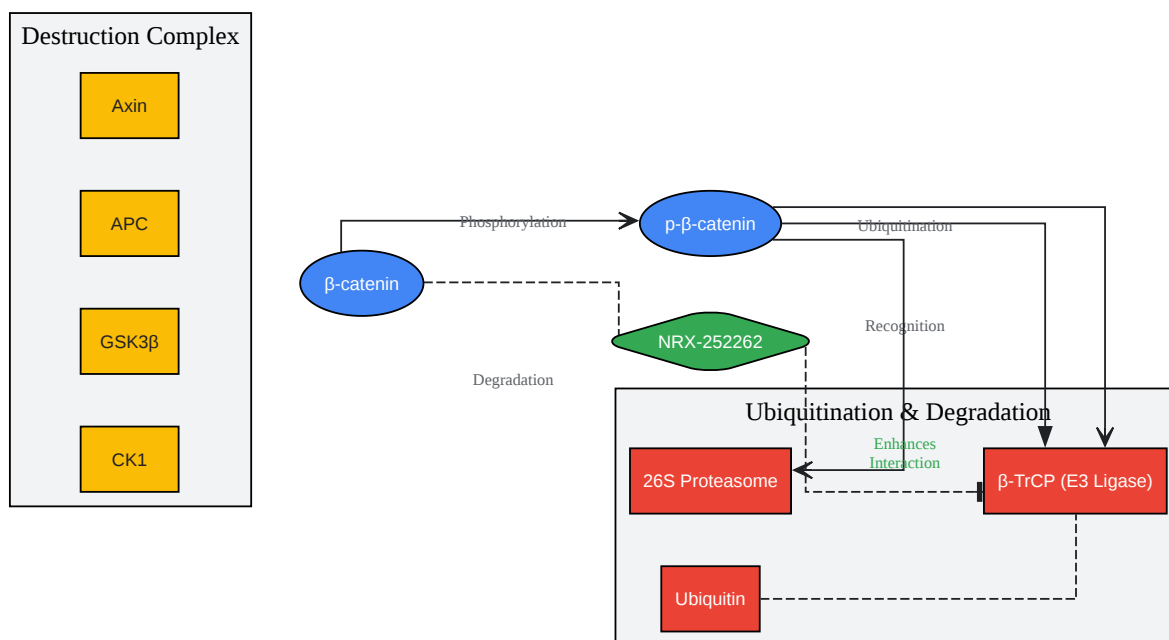 Destruction Complex
Axin
APC
GSK3β
CK1
Phosphorylation
p-β-catenin
Ubiquitination
β-catenin
NRX-252262
Recognition
Degradation
Ubiquitination & Degradation
Enhances
Interaction
26S Proteasome
β-TrCP (E3 Ligase)
Ubiquitin